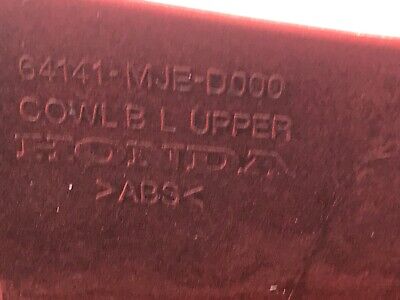 64141-MJE-D000
COWL B L UPPER
HONDA
>ABS<